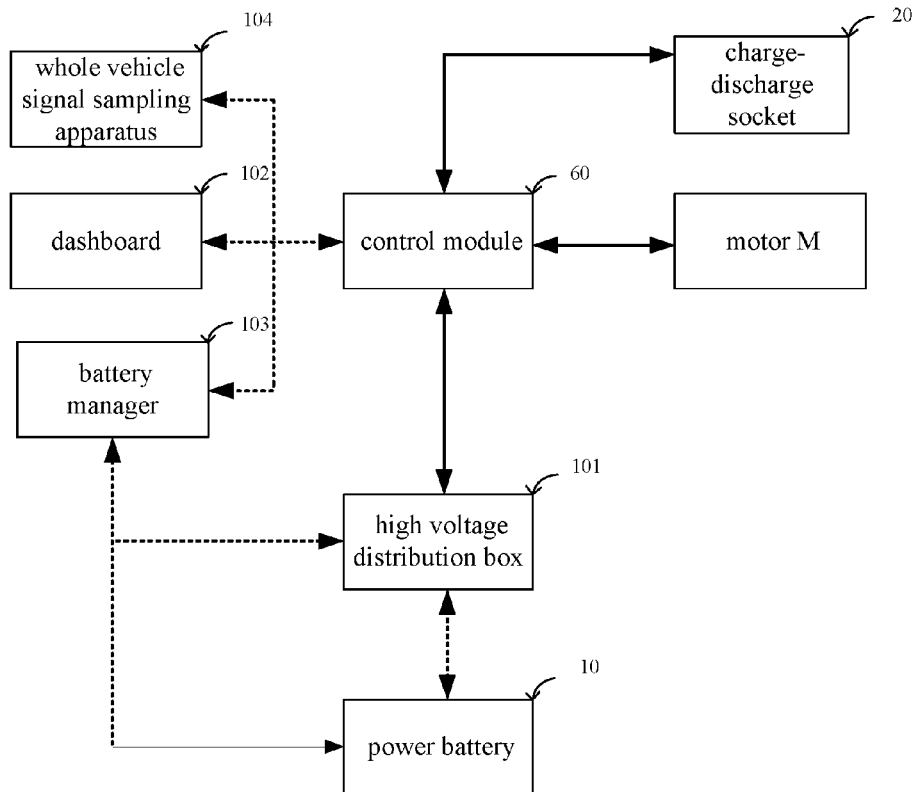 104
20
whole vehicle
signal sampling
apparatus
charge-
discharge
socket
102
60
dashboard
control module
motor M
103
battery
manager
101
high voltage
distribution box
10
power battery